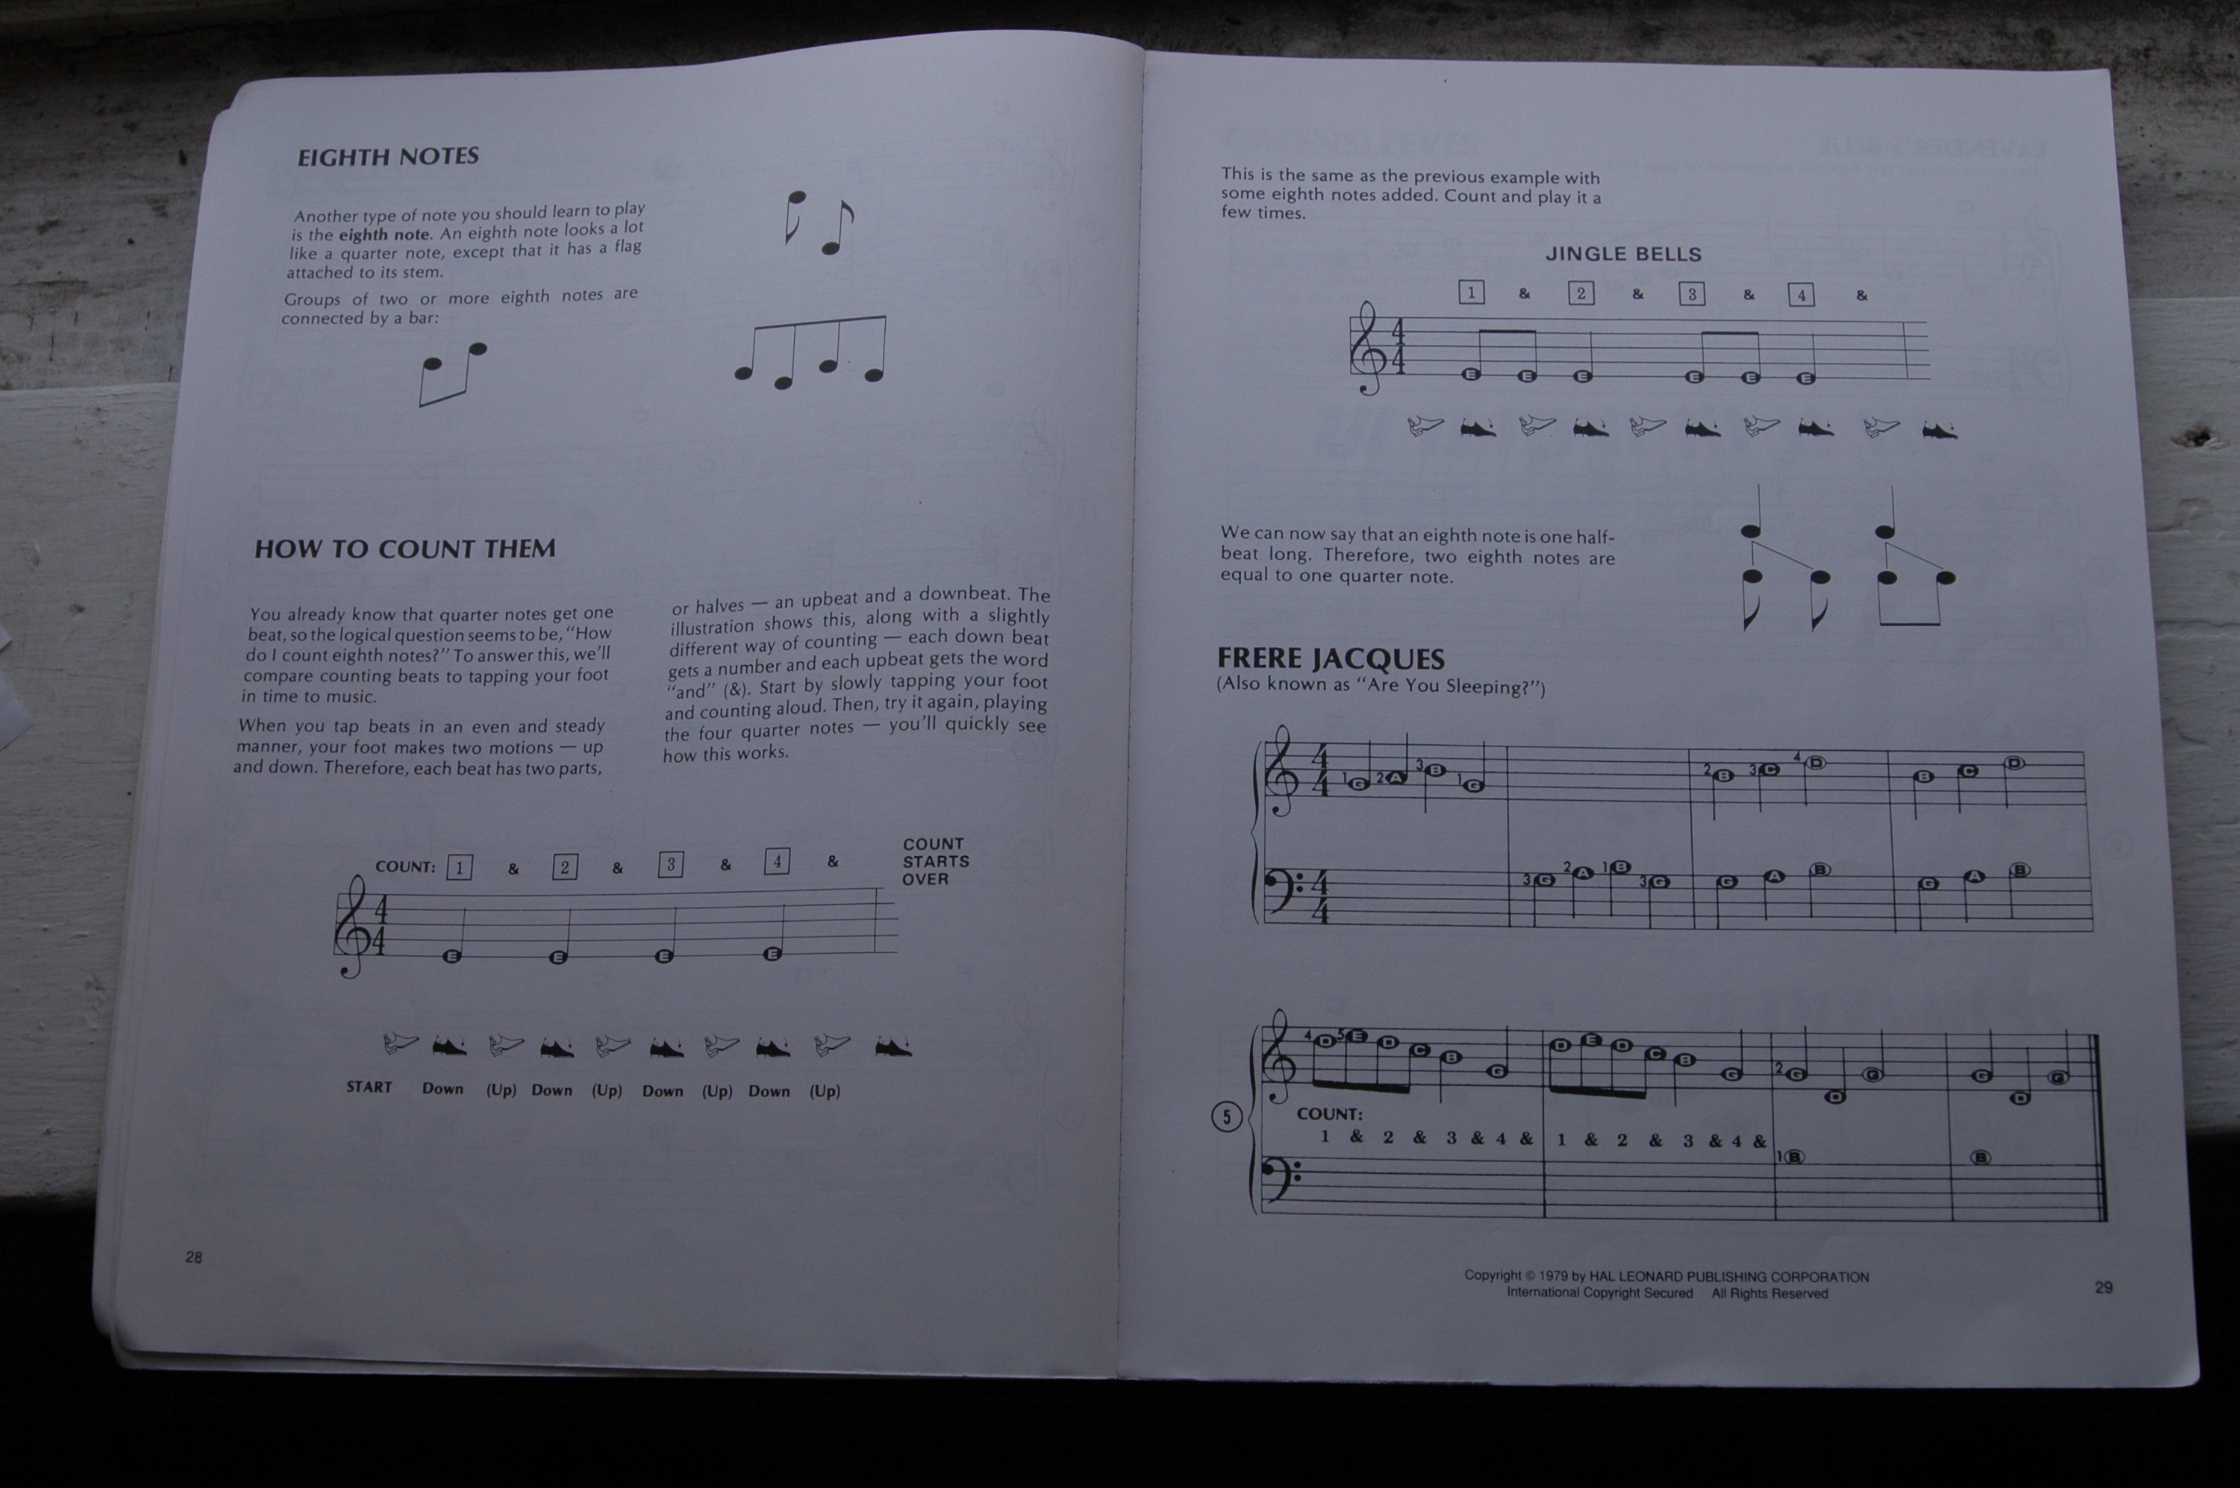 EIGHTH NOTES
Another type of note you should learn to play
is the eighth note. An eighth note looks a lot
like a quarter note, except that it has a flag
attached to its stem.
Groups of two or more eighth notes are
connected by a bar:
HOW TO COUNT THEM
You already know that quarter notes get one
beat, so the logical question seems to be, "How
do I count eighth notes?" To answer this, we'll
compare counting beats to tapping your foot
in time to music.
When you tap beats in an even and steady
manner, your foot makes two motions — up
and down. Therefore, each beat has two parts,
or halves — an upbeat and a downbeat. The
illustration shows this, along with a slightly
different way of counting — each down beat
gets a number and each upbeat gets the word
"and" (&). Start by slowly tapping your foot
and counting aloud. Then, try it again, playing
the four quarter notes — you'll quickly see
how this works.
COUNT: 1 & 2 & 3 & 4 &
COUNT
STARTS
OVER
4
4
E E E E
START Down (Up) Down (Up) Down (Up) Down (Up)
28
This is the same as the previous example with
some eighth notes added. Count and play it a
few times.
JINGLE BELLS
1 & 2 & 3 & 4 &
4
4
E E E E E E
We can now say that an eighth note is one half-
beat long. Therefore, two eighth notes are
equal to one quarter note.
FRERE JACQUES
(Also known as "Are You Sleeping?")
4
4
1 G 2 A 3 B 1 G 2 B 3 C 4 D B C D
4
4
3 G 2 A 1 B 3 G G A B G A B
4 D 5 E D C B G D E D C B G 2 G D G G D G
5
COUNT:
1 & 2 & 3 & 4 & 1 & 2 & 3 & 4 &
1 B B
Copyright © 1979 by HAL LEONARD PUBLISHING CORPORATION
International Copyright Secured All Rights Reserved
29